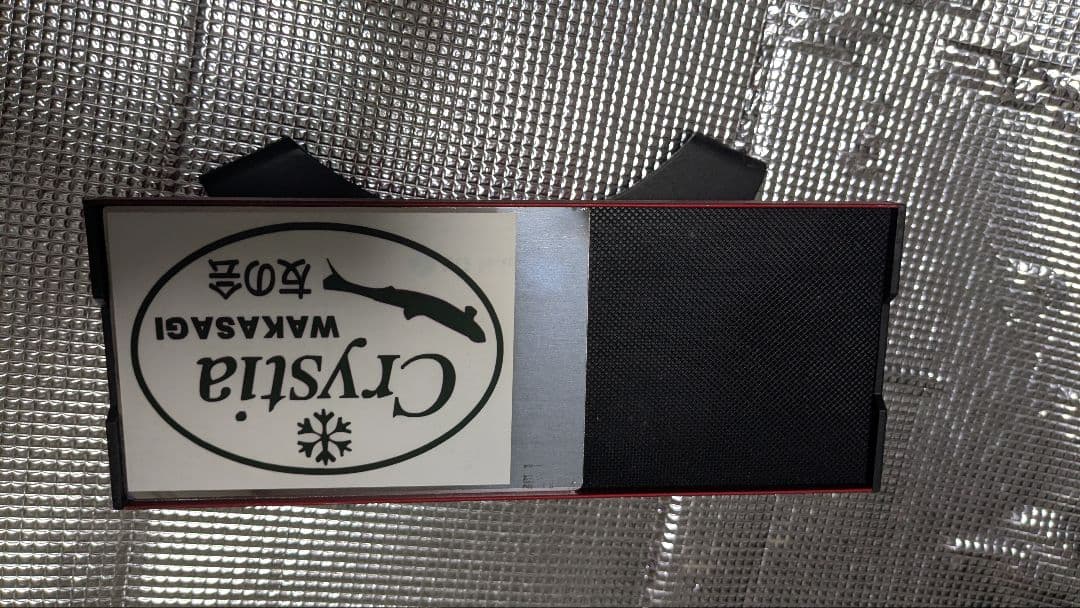 Crystia
WAKASAGI
友の会